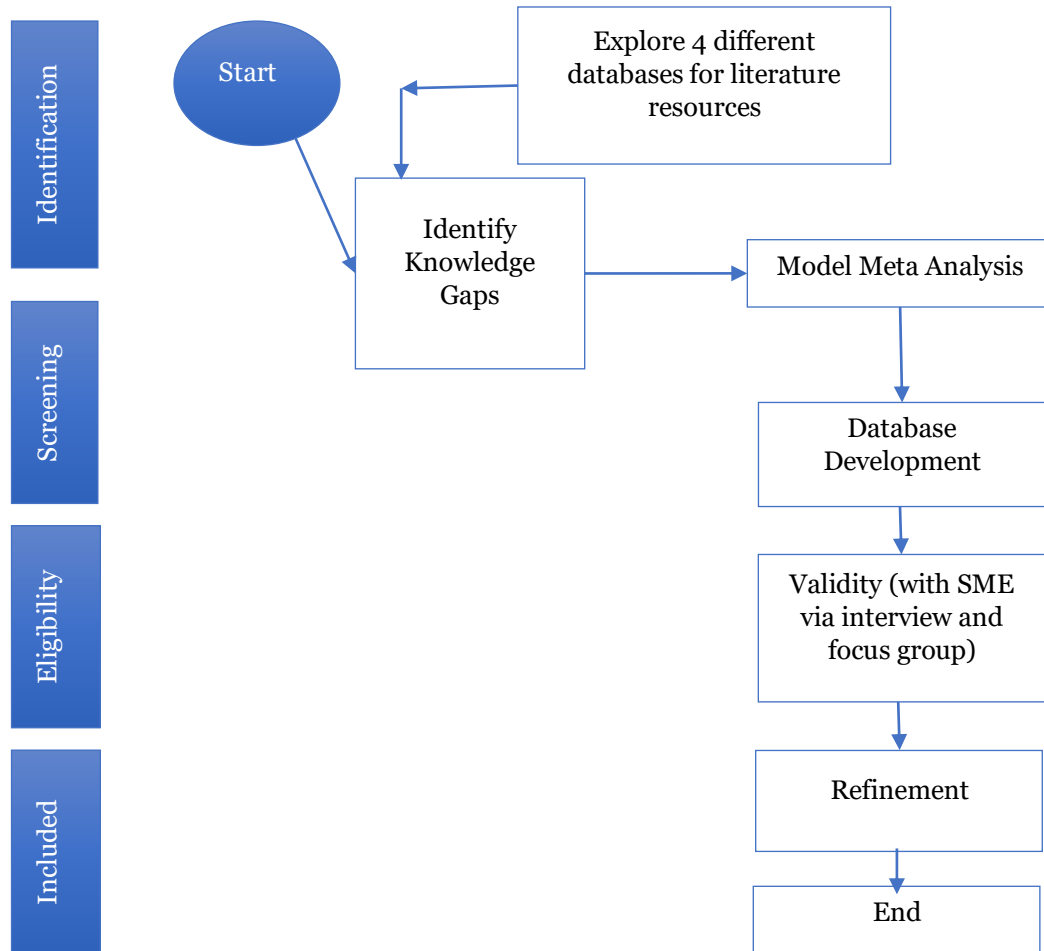 Identification
Start
Explore 4 different
databases for literature
resources
Identify
Knowledge
Gaps
Model Meta Analysis
Screening
Database
Development
Eligibility
Validity (with SME
via interview and
focus group)
Included
Refinement
End